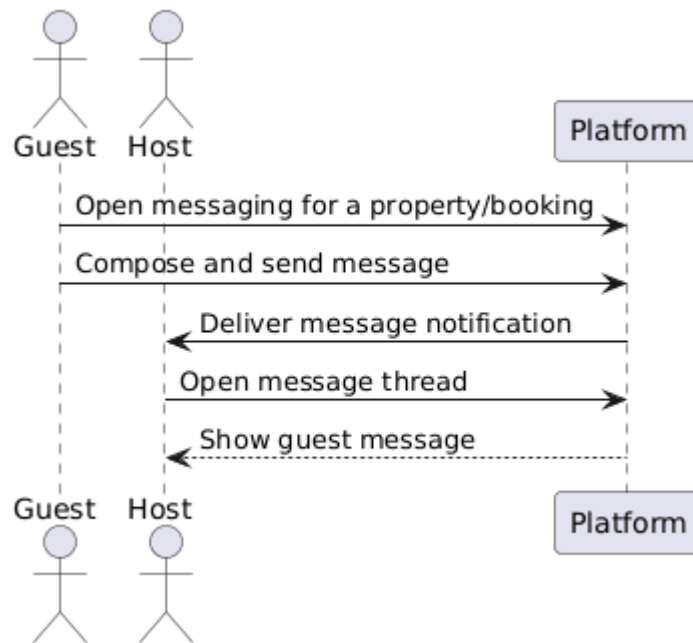 Guest
Host
Platform
Open messaging for a property/booking
Compose and send message
Deliver message notification
Open message thread
Show guest message
Guest
Host
Platform